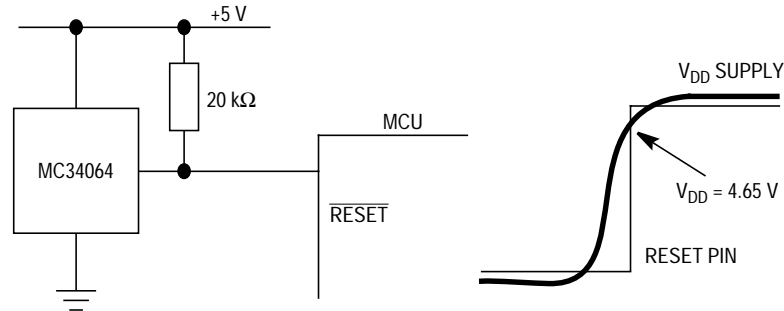 +5 V
20 kΩ
MC34064
MCU
RESET
V_DD SUPPLY
V_DD = 4.65 V
RESET PIN